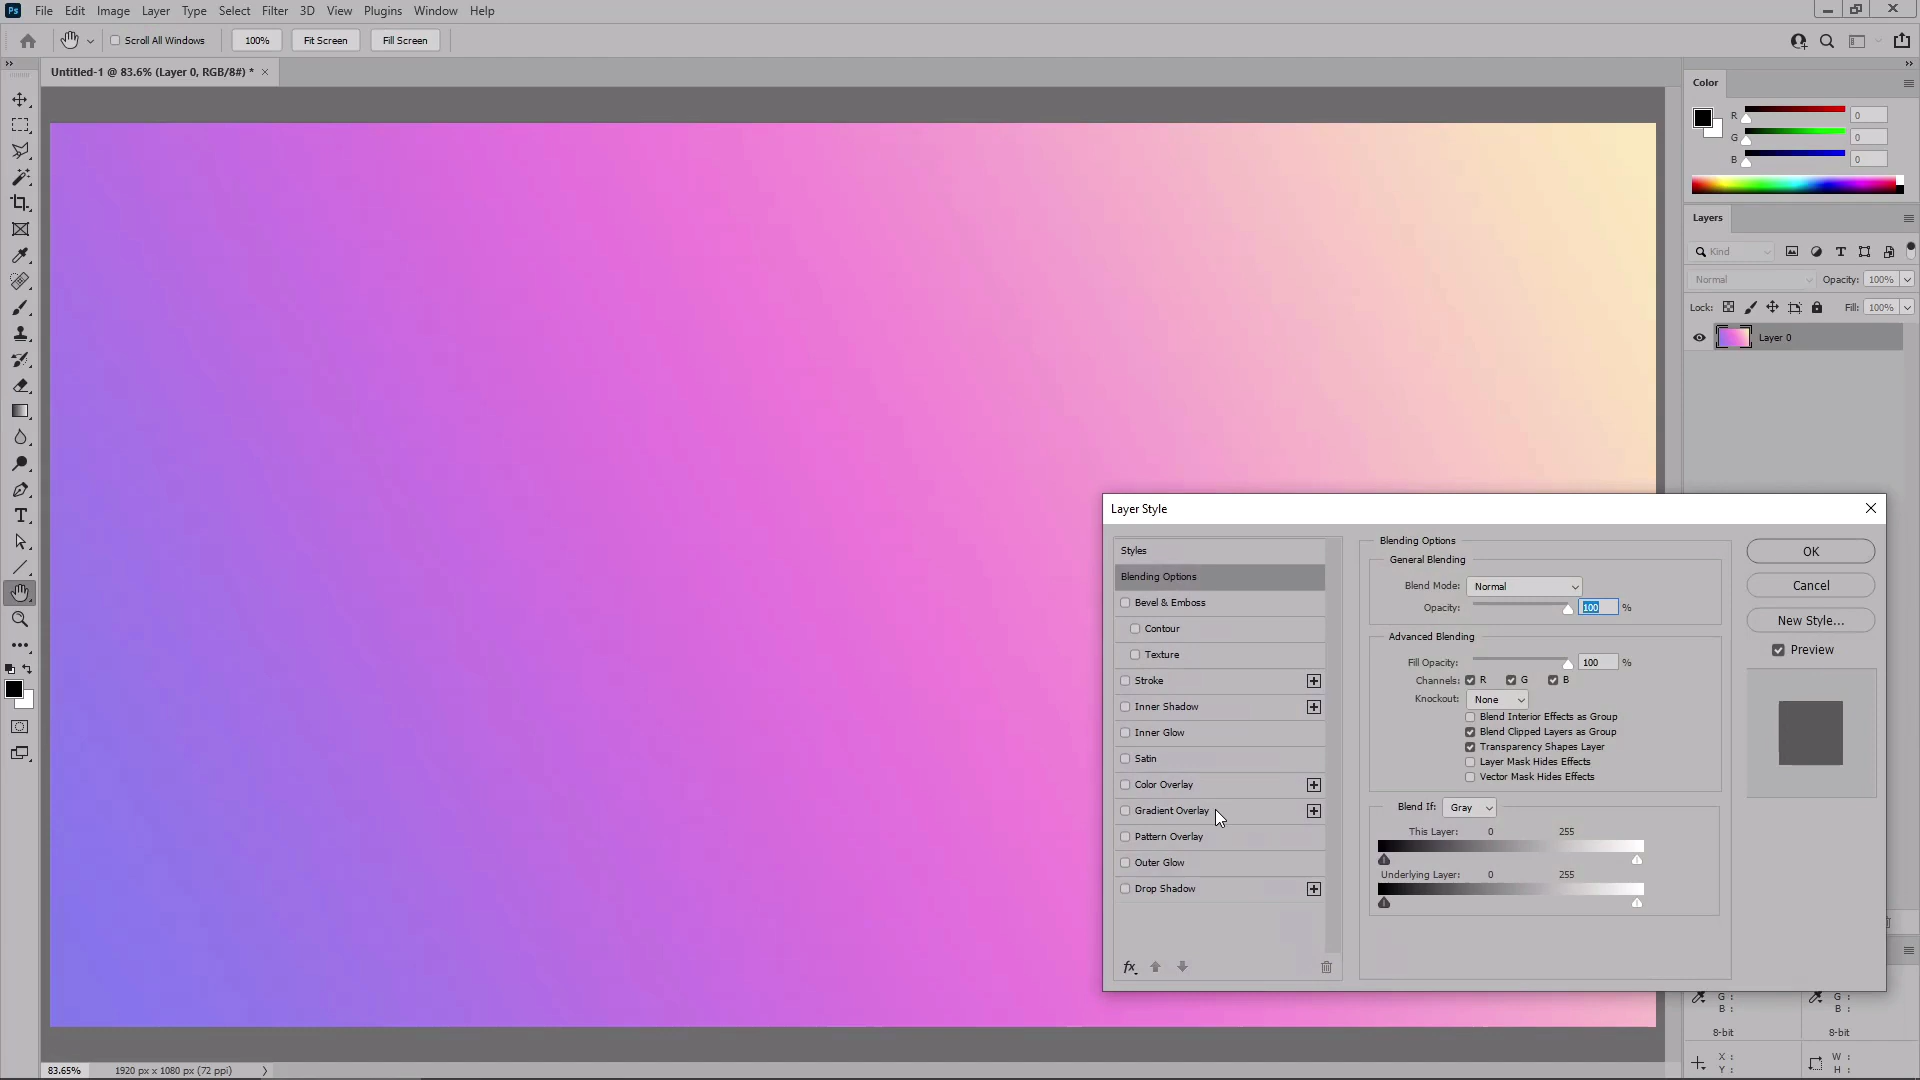 Ps File Edit Image Layer Type Select Filter 3D View Plugins Window Help
Scroll All Windows 100% Fit Screen Fill Screen
Untitled-1 @ 83.6% (Layer 0, RGB/8#) * ×
Color
R 0
G 0
B 0
Layers
Kind
Normal Opacity: 100%
Lock: Fill: 100%
Layer 0
Layer Style
Styles
Blending Options
Bevel & Emboss
Contour
Texture
Stroke
Inner Shadow
Inner Glow
Satin
Color Overlay
Gradient Overlay
Pattern Overlay
Outer Glow
Drop Shadow
fx
Blending Options
General Blending
Blend Mode: Normal
Opacity: 100 %
Advanced Blending
Fill Opacity: 100 %
Channels: R G B
Knockout: None
Blend Interior Effects as Group
Blend Clipped Layers as Group
Transparency Shapes Layer
Layer Mask Hides Effects
Vector Mask Hides Effects
Blend If: Gray
This Layer: 0 255
Underlying Layer: 0 255
OK
Cancel
New Style...
Preview
G : G :
B : B :
8-bit 8-bit
X : W :
Y : H :
83.65% 1920 px x 1080 px (72 ppi)